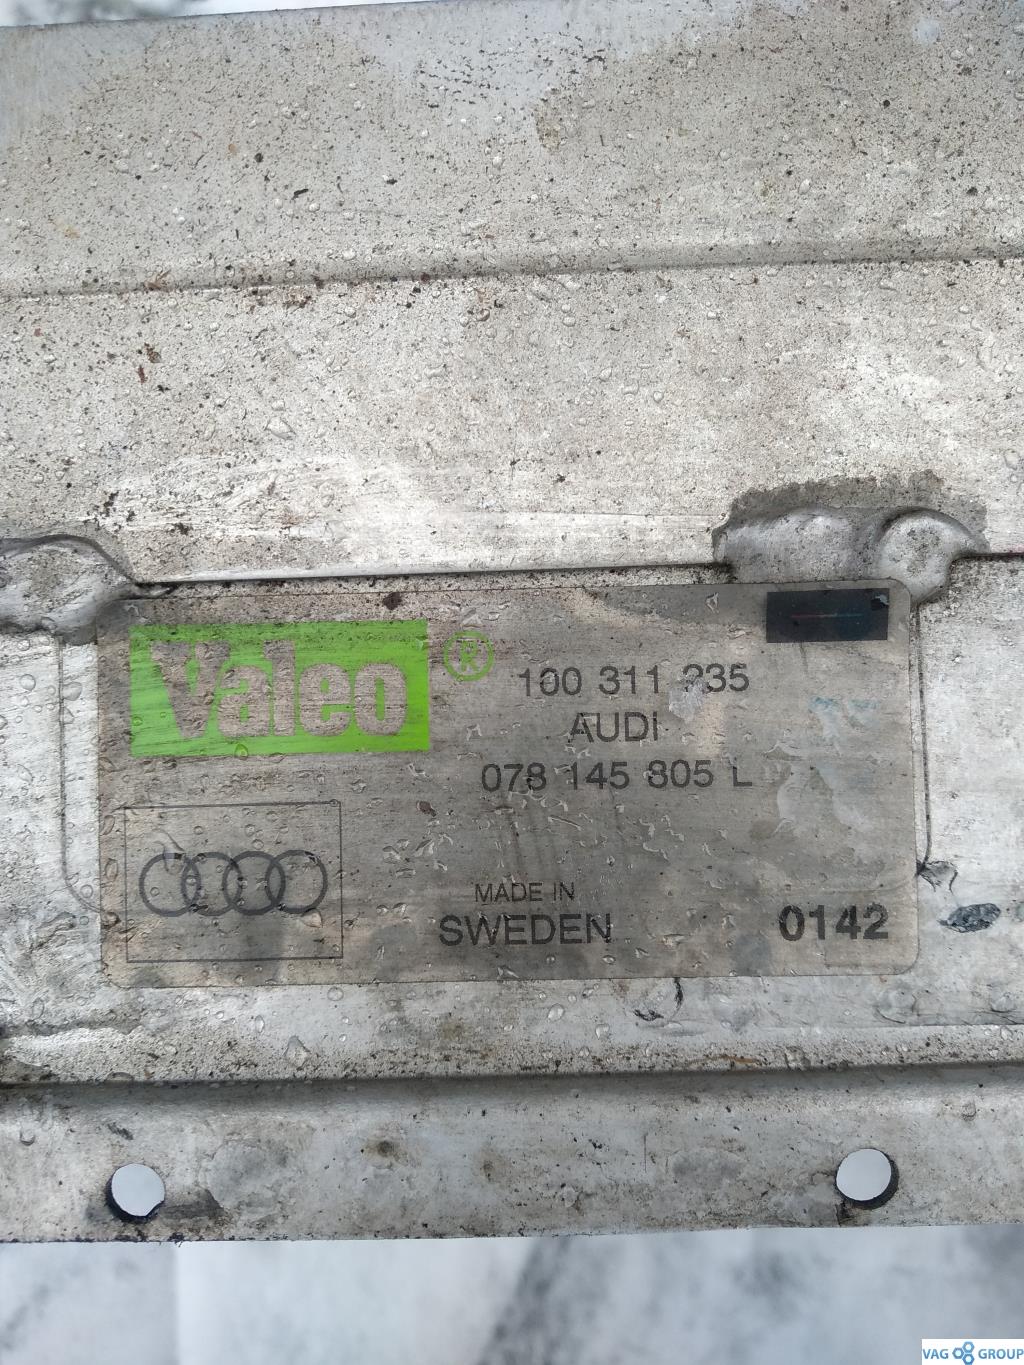 Valeo ®
100 311 235
AUDI
078 145 805 L
MADE IN
SWEDEN
0142
VAG GROUP